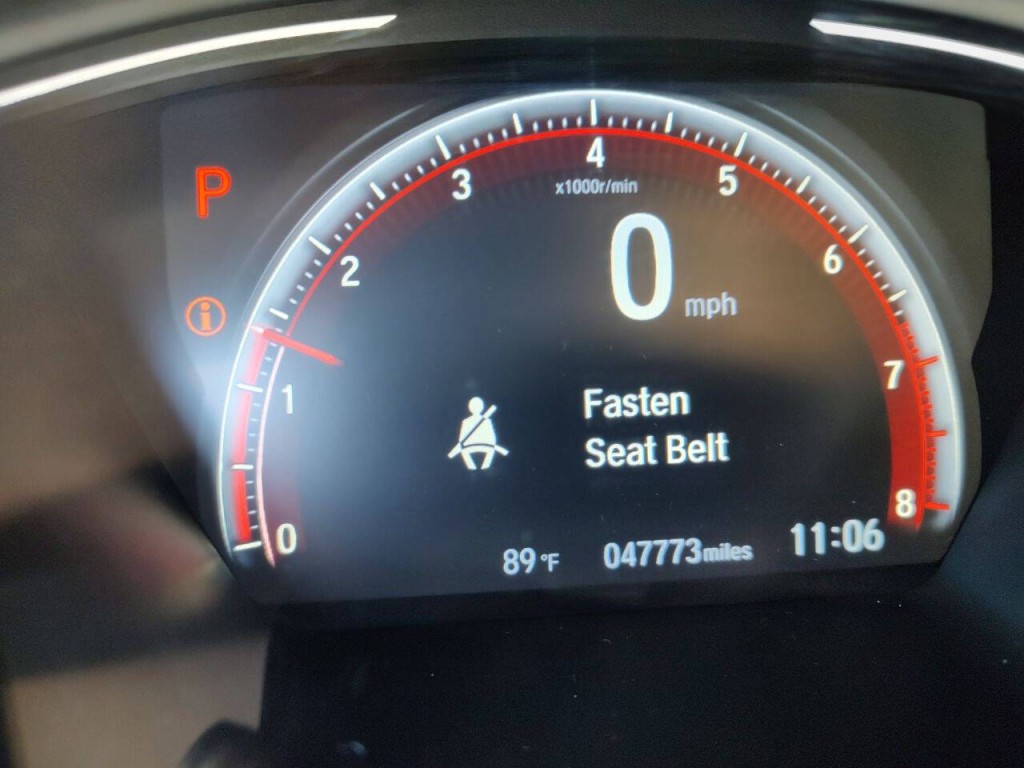 P
4
x1000r/min
3
5
2
6
0 mph
i
7
1
Fasten
Seat Belt
8
0
89 °F 047773 miles 11:06